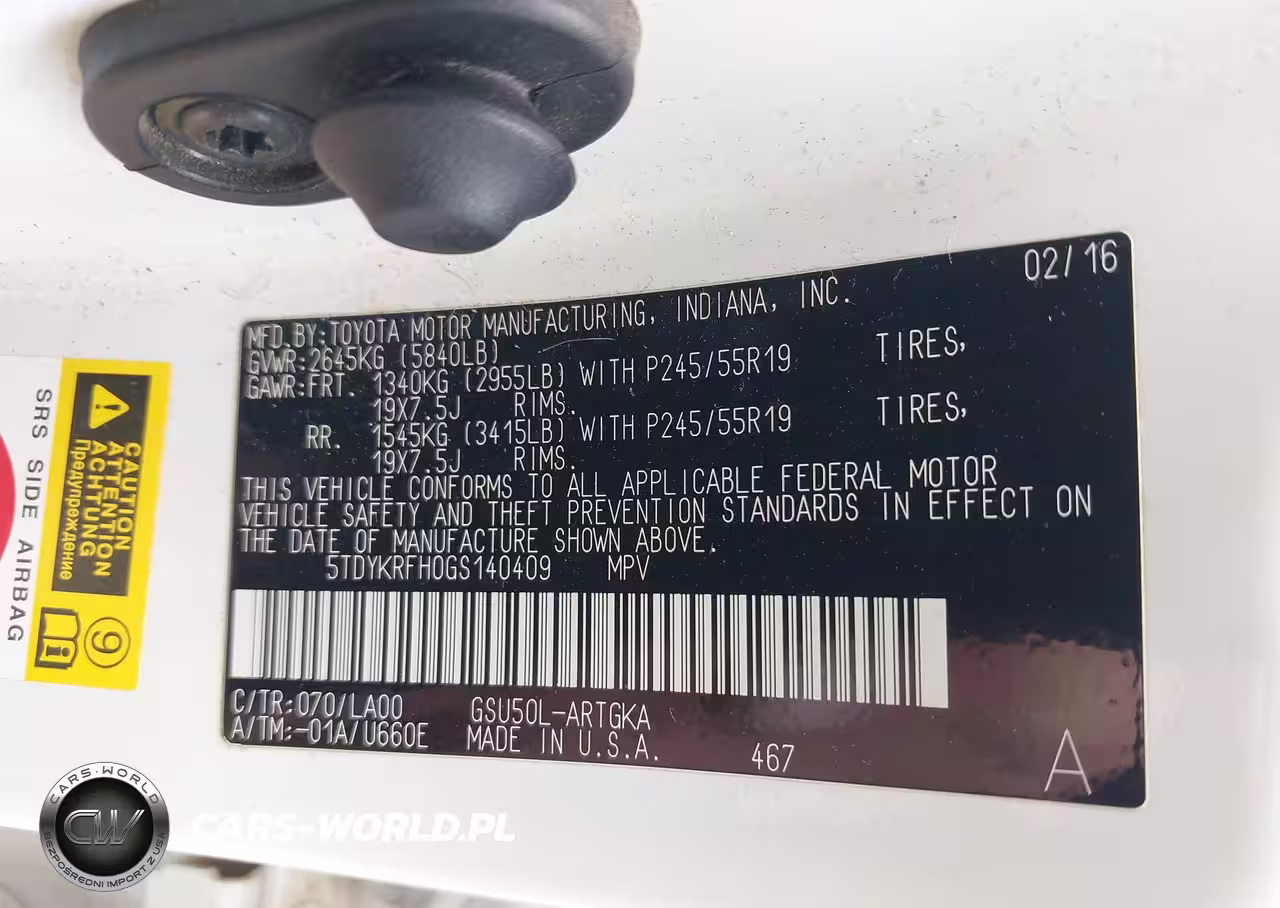 02/16
MFD.BY:TOYOTA MOTOR MANUFACTURING, INDIANA, INC.
GVWR:2645KG (5840LB)
GAWR:FRT. 1340KG (2955LB) WITH P245/55R19 TIRES,
19X7.5J RIMS.
RR. 1545KG (3415LB) WITH P245/55R19 TIRES,
19X7.5J RIMS.
THIS VEHICLE CONFORMS TO ALL APPLICABLE FEDERAL MOTOR
VEHICLE SAFETY AND THEFT PREVENTION STANDARDS IN EFFECT ON
THE DATE OF MANUFACTURE SHOWN ABOVE.
5TDYKRFH0GS140409 MPV
C/TR:070/LA00 GSU50L-ARTGKA
A/TM:-01A/U660E MADE IN U.S.A. 467 A
SRS SIDE AIRBAG
CAUTION
ATTENTION
ACHTUNG
Предупреждение
9
i
CARS-WORLD
CW
BEZPOŚREDNI IMPORT Z USA
CARS-WORLD.PL